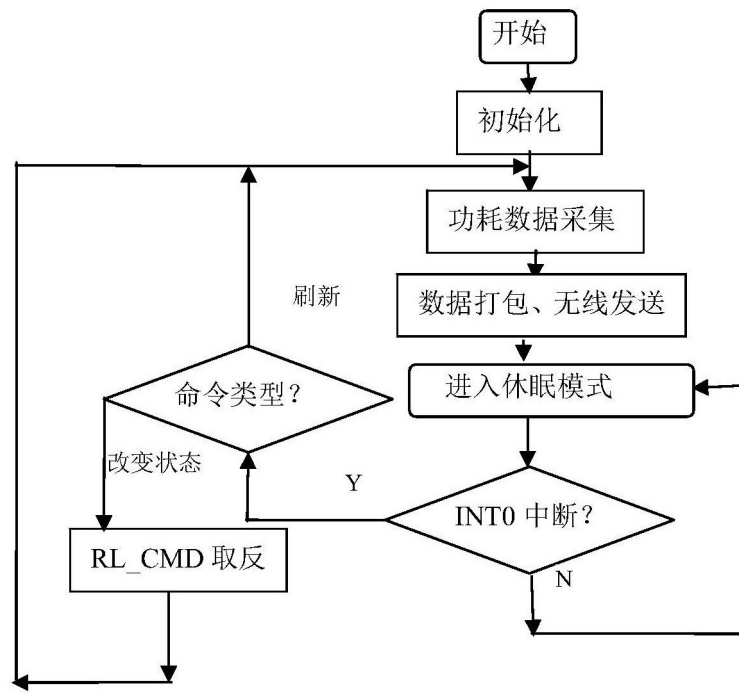 开始
初始化
功耗数据采集
刷新
数据打包、无线发送
命令类型？
进入休眠模式
改变状态
Y
INT0 中断？
RL_CMD 取反
N